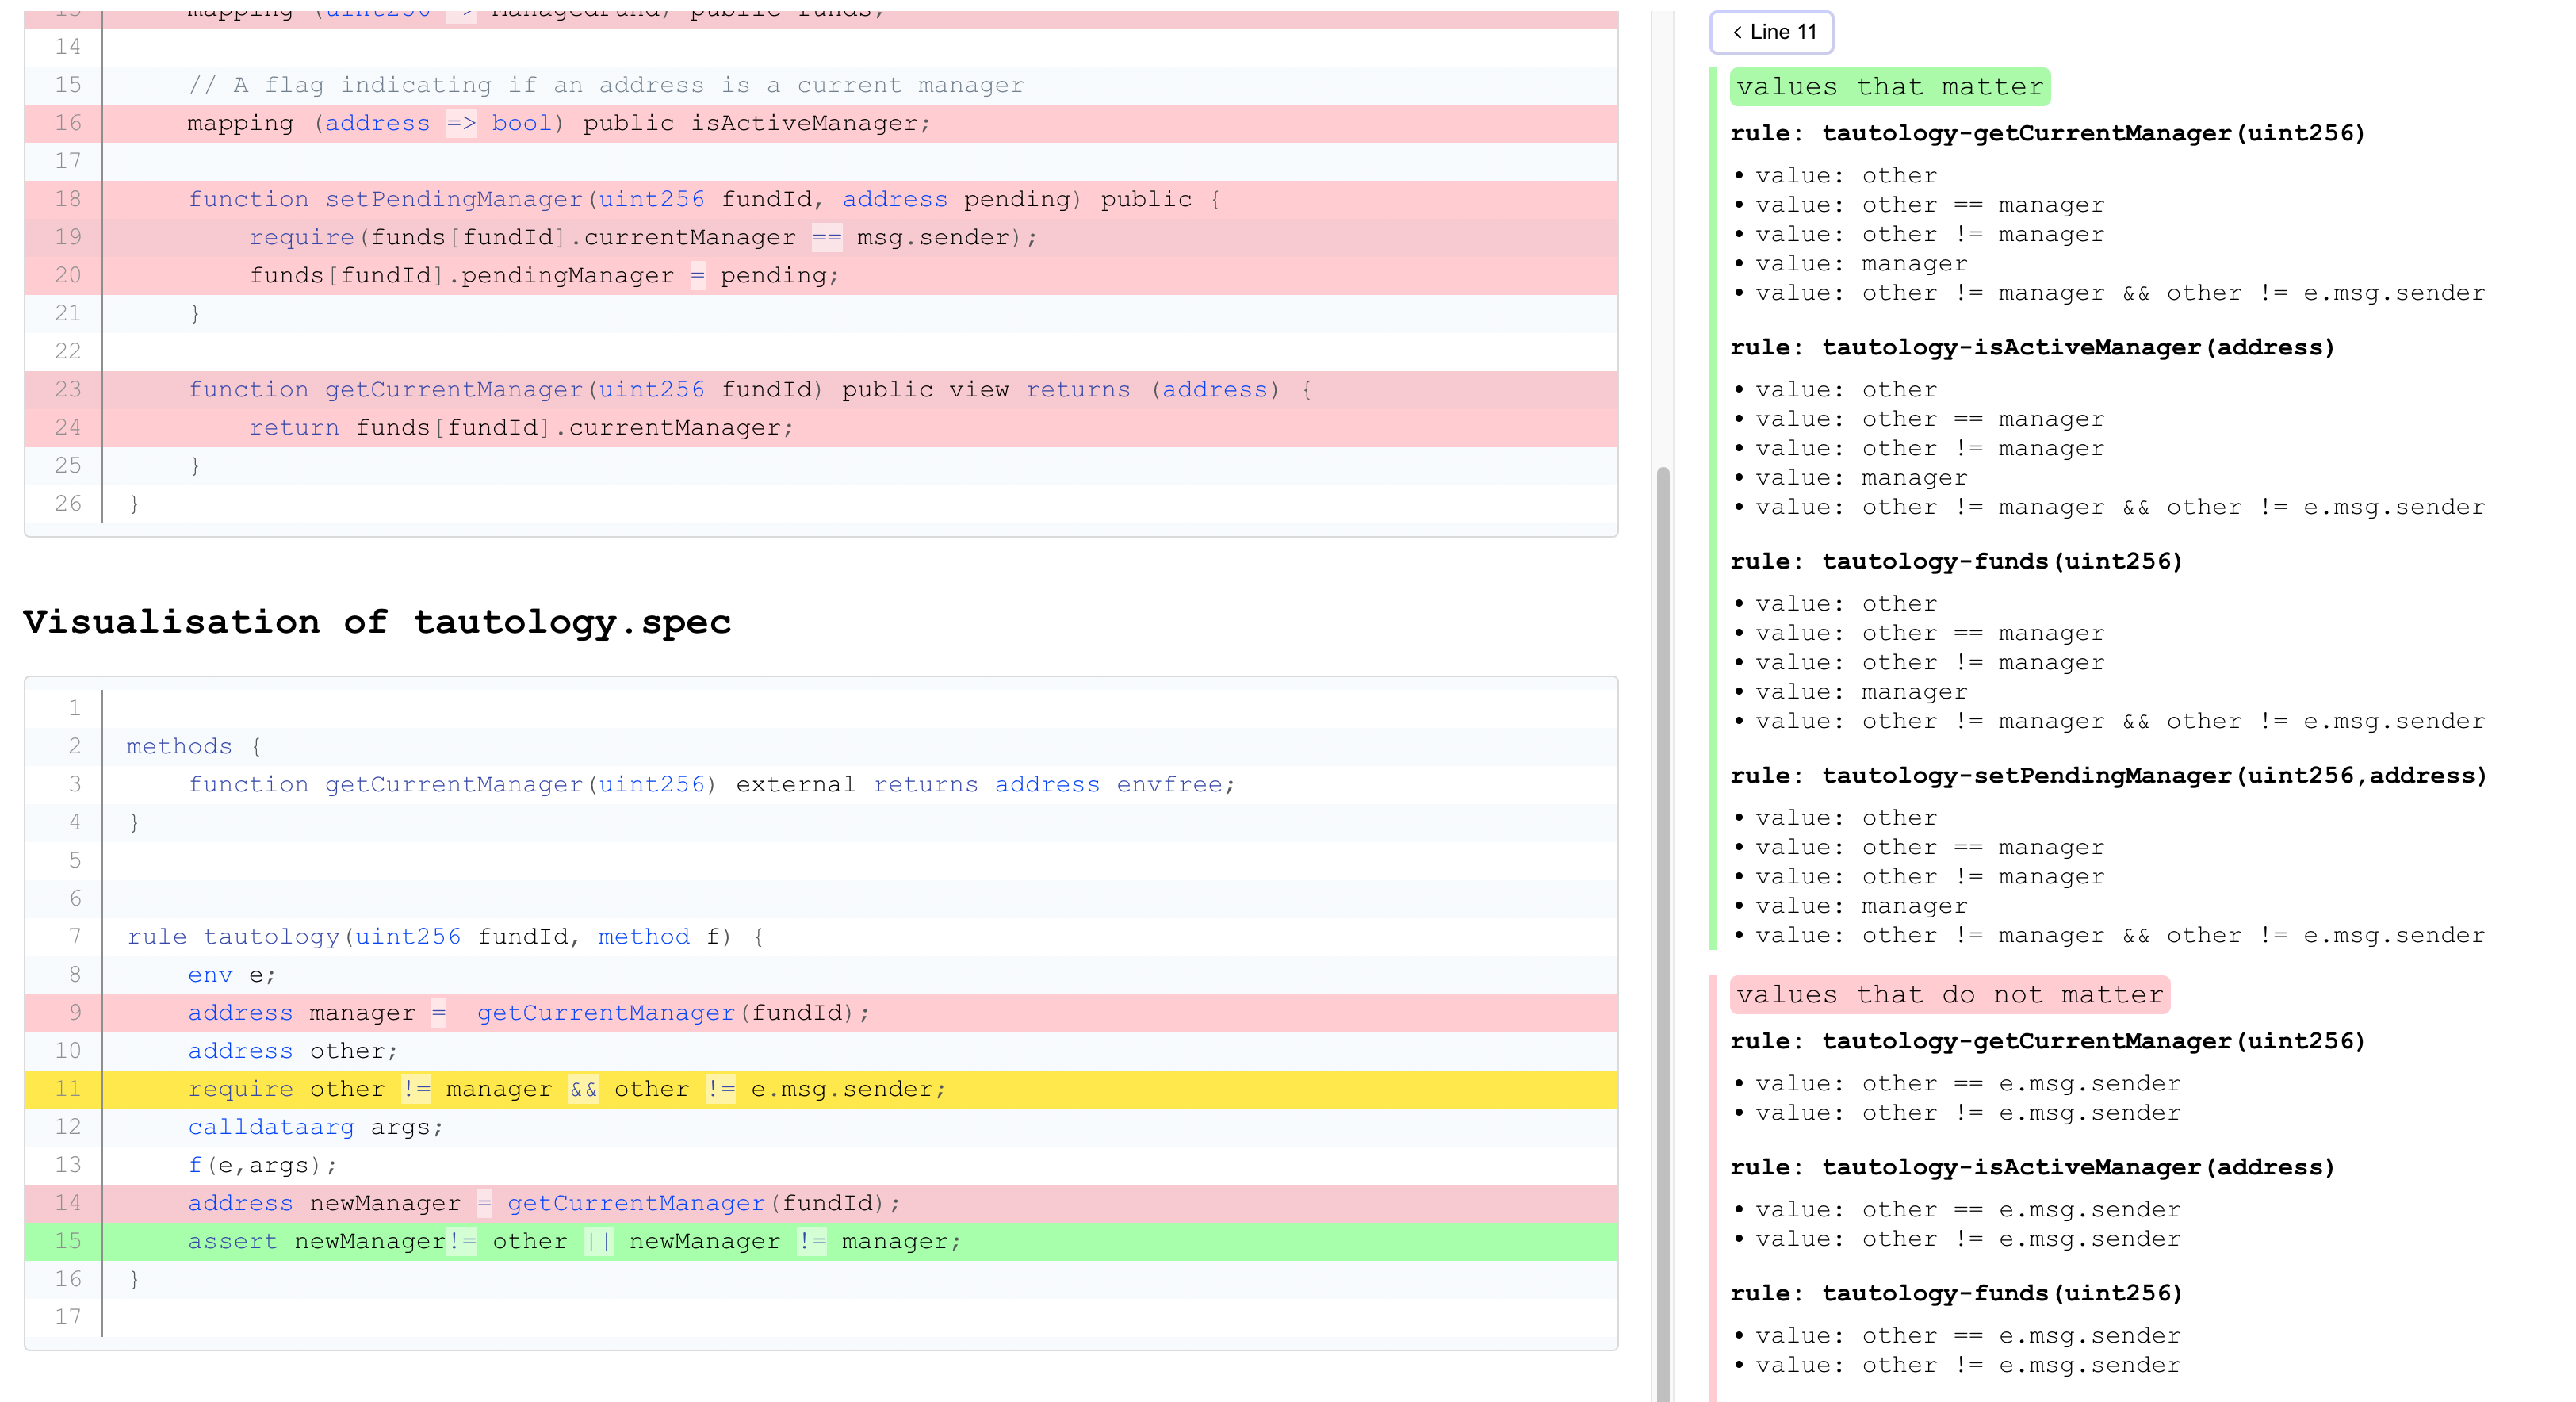 13 mapping (uint256 => ManagedFund) public funds;
14
15 // A flag indicating if an address is a current manager
16 mapping (address => bool) public isActiveManager;
17
18 function setPendingManager(uint256 fundId, address pending) public {
19 require(funds[fundId].currentManager == msg.sender);
20 funds[fundId].pendingManager = pending;
21 }
22
23 function getCurrentManager(uint256 fundId) public view returns (address) {
24 return funds[fundId].currentManager;
25 }
26 }
Visualisation of tautology.spec
1
2 methods {
3 function getCurrentManager(uint256) external returns address envfree;
4 }
5
6
7 rule tautology(uint256 fundId, method f) {
8 env e;
9 address manager =  getCurrentManager(fundId);
10 address other;
11 require other != manager && other != e.msg.sender;
12 calldataarg args;
13 f(e,args);
14 address newManager = getCurrentManager(fundId);
15 assert newManager!= other || newManager != manager;
16 }
17
< Line 11
values that matter
rule: tautology-getCurrentManager(uint256)
• value: other
• value: other == manager
• value: other != manager
• value: manager
• value: other != manager && other != e.msg.sender
rule: tautology-isActiveManager(address)
• value: other
• value: other == manager
• value: other != manager
• value: manager
• value: other != manager && other != e.msg.sender
rule: tautology-funds(uint256)
• value: other
• value: other == manager
• value: other != manager
• value: manager
• value: other != manager && other != e.msg.sender
rule: tautology-setPendingManager(uint256,address)
• value: other
• value: other == manager
• value: other != manager
• value: manager
• value: other != manager && other != e.msg.sender
values that do not matter
rule: tautology-getCurrentManager(uint256)
• value: other == e.msg.sender
• value: other != e.msg.sender
rule: tautology-isActiveManager(address)
• value: other == e.msg.sender
• value: other != e.msg.sender
rule: tautology-funds(uint256)
• value: other == e.msg.sender
• value: other != e.msg.sender